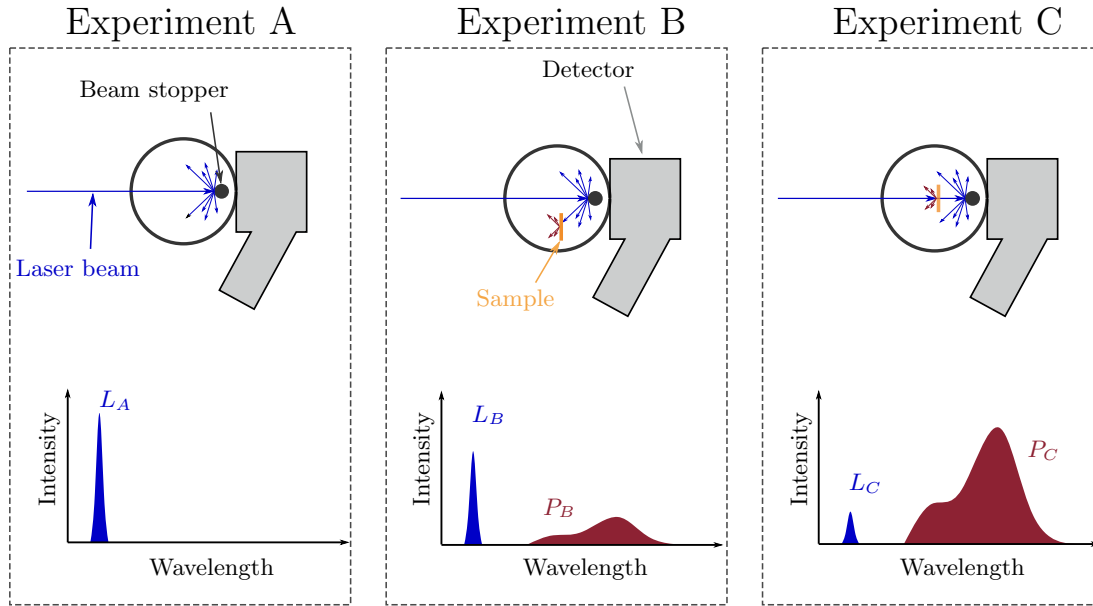 Experiment A
Experiment B
Experiment C
Beam stopper
Detector
Laser beam
Sample
L_A
L_B
P_B
L_C
P_C
Intensity
Intensity
Intensity
Wavelength
Wavelength
Wavelength